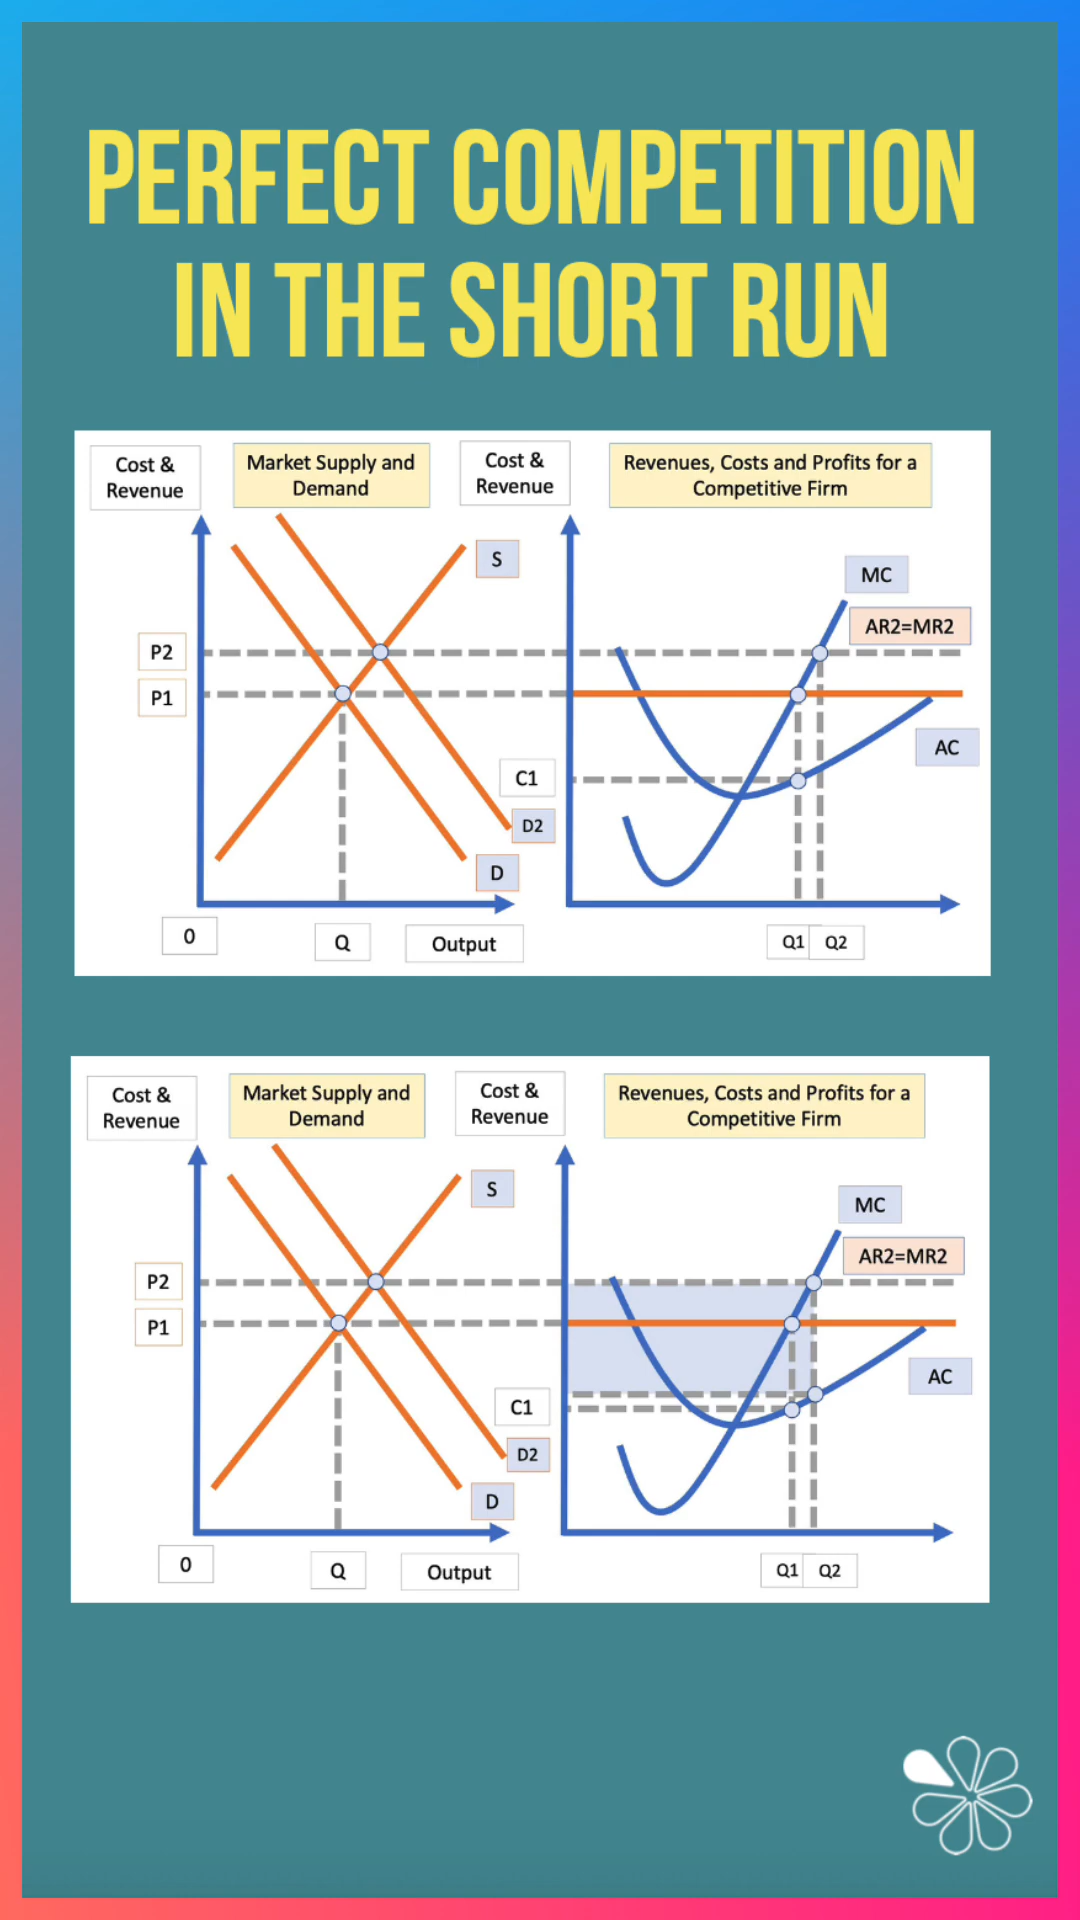 PERFECT COMPETITION
IN THE SHORT RUN
Cost &
Revenue
Market Supply and
Demand
Cost &
Revenue
Revenues, Costs and Profits for a
Competitive Firm
S
MC
AR2=MR2
P2
P1
AC
C1
D2
D
0
Q
Output
Q1
Q2
Cost &
Revenue
Market Supply and
Demand
Cost &
Revenue
Revenues, Costs and Profits for a
Competitive Firm
S
MC
AR2=MR2
P2
P1
AC
C1
D2
D
0
Q
Output
Q1
Q2